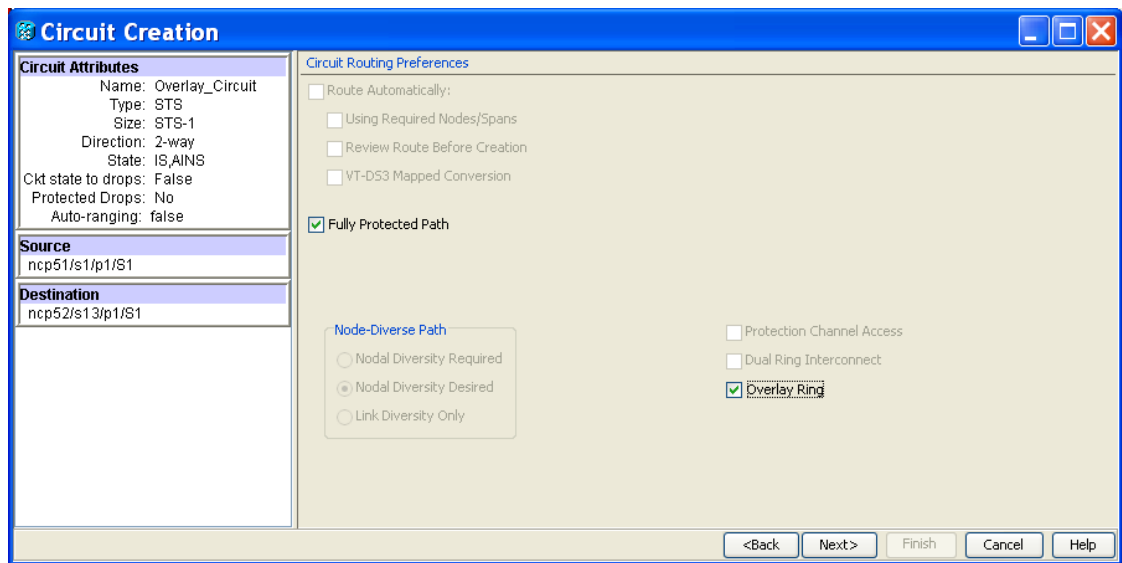 Circuit Creation
Circuit Attributes
Name: Overlay_Circuit
Type: STS
Size: STS-1
Direction: 2-way
State: IS,AINS
Ckt state to drops: False
Protected Drops: No
Auto-ranging: false
Source
ncp51/s1/p1/S1
Destination
ncp52/s13/p1/S1
Circuit Routing Preferences
Route Automatically:
Using Required Nodes/Spans
Review Route Before Creation
VT-DS3 Mapped Conversion
Fully Protected Path
Node-Diverse Path
Nodal Diversity Required
Nodal Diversity Desired
Link Diversity Only
Protection Channel Access
Dual Ring Interconnect
Overlay Ring
<Back Next> Finish Cancel Help